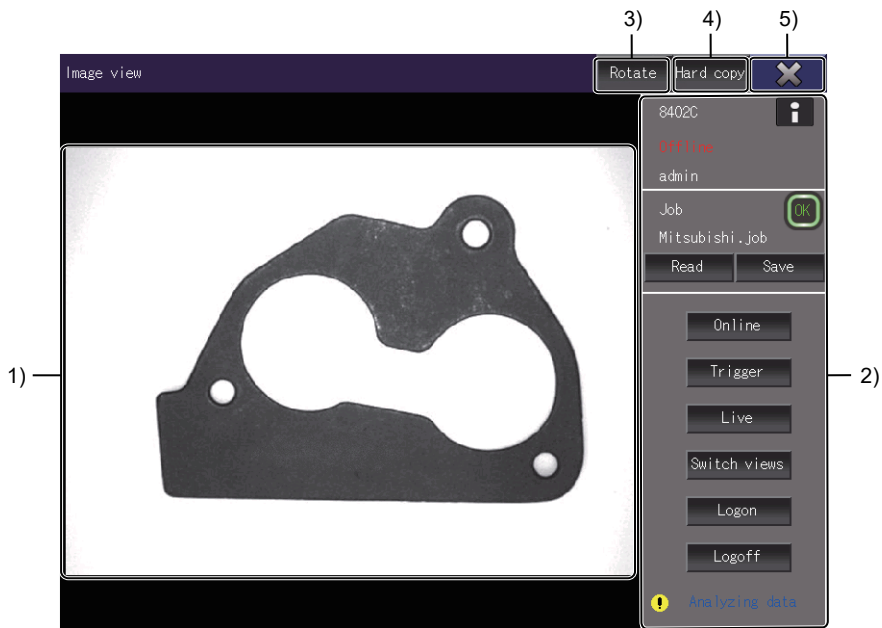 3) 4) 5)
Image view Rotate Hard copy
8402C
Offline
admin
Job OK
Mitsubishi.job
Read Save
Online
1) 2)
Trigger
Live
Switch views
Logon
Logoff
Analyzing data